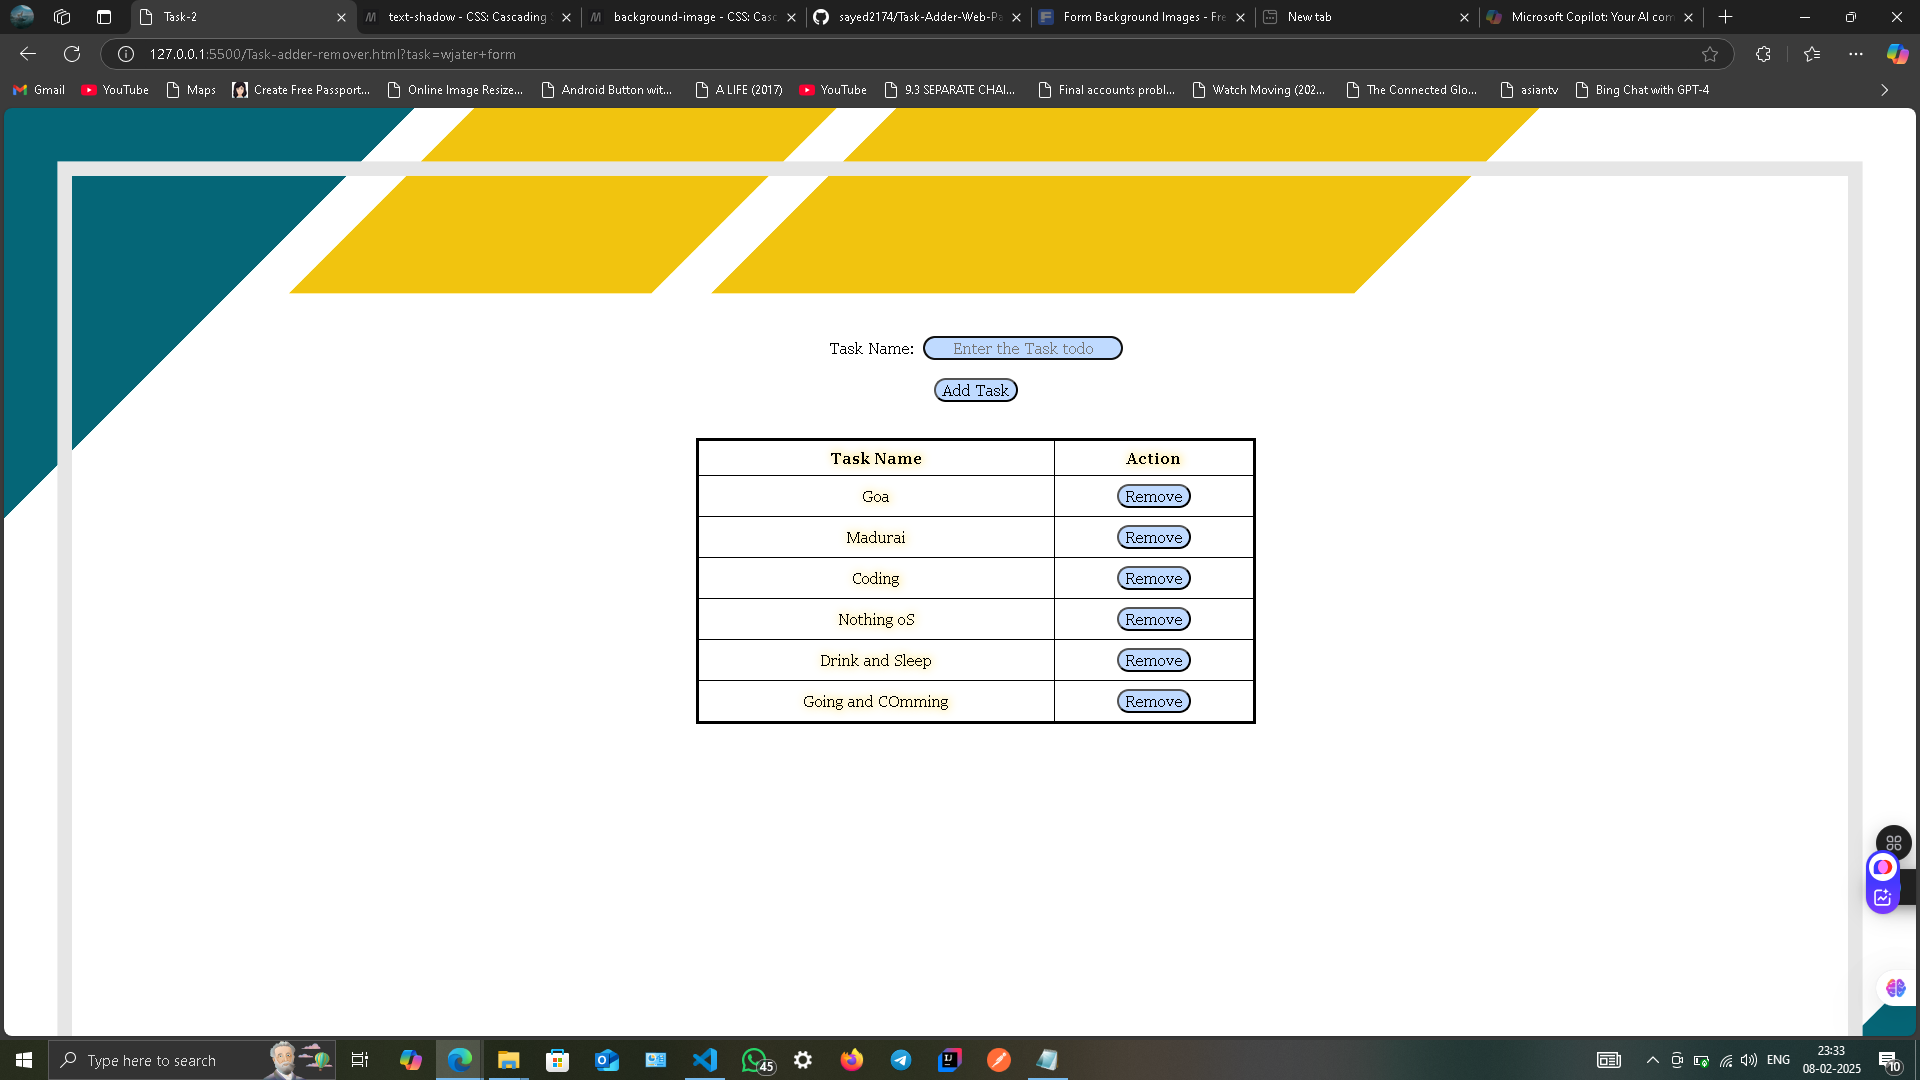 Task-2
text-shadow - CSS: Cascading S
background-image - CSS: Casc
sayed2174/Task-Adder-Web-Pa
Form Background Images - Fre
New tab
Microsoft Copilot: Your AI com
127.0.0.1:5500/Task-adder-remover.html?task=wjater+form
Gmail
YouTube
Maps
Create Free Passport...
Online Image Resize...
Android Button wit...
A LIFE (2017)
YouTube
9.3 SEPARATE CHAI...
Final accounts probl...
Watch Moving (202...
The Connected Glo...
asiantv
Bing Chat with GPT-4
Task Name: Enter the Task todo
Add Task
Task Name Action
Goa Remove
Madurai Remove
Coding Remove
Nothing oS Remove
Drink and Sleep Remove
Going and COmming Remove
Type here to search
45
ENG
23:33
08-02-2025
10